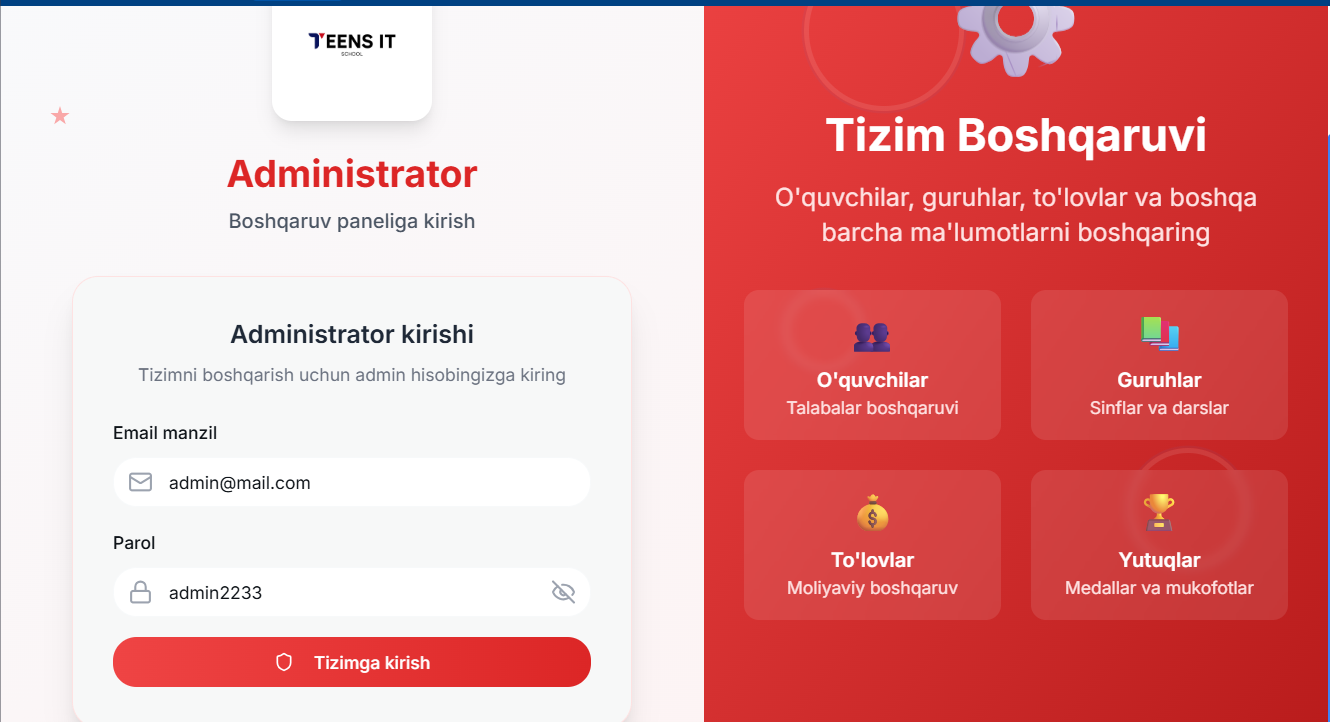 TEENS IT
SCHOOL
Administrator
Boshqaruv paneliga kirish
Administrator kirishi
Tizimni boshqarish uchun admin hisobingizga kiring
Email manzil
admin@mail.com
Parol
admin2233
Tizimga kirish
Tizim Boshqaruvi
O'quvchilar, guruhlar, to'lovlar va boshqa
barcha ma'lumotlarni boshqaring
O'quvchilar
Talabalar boshqaruvi
Guruhlar
Sinflar va darslar
To'lovlar
Moliyaviy boshqaruv
Yutuqlar
Medallar va mukofotlar